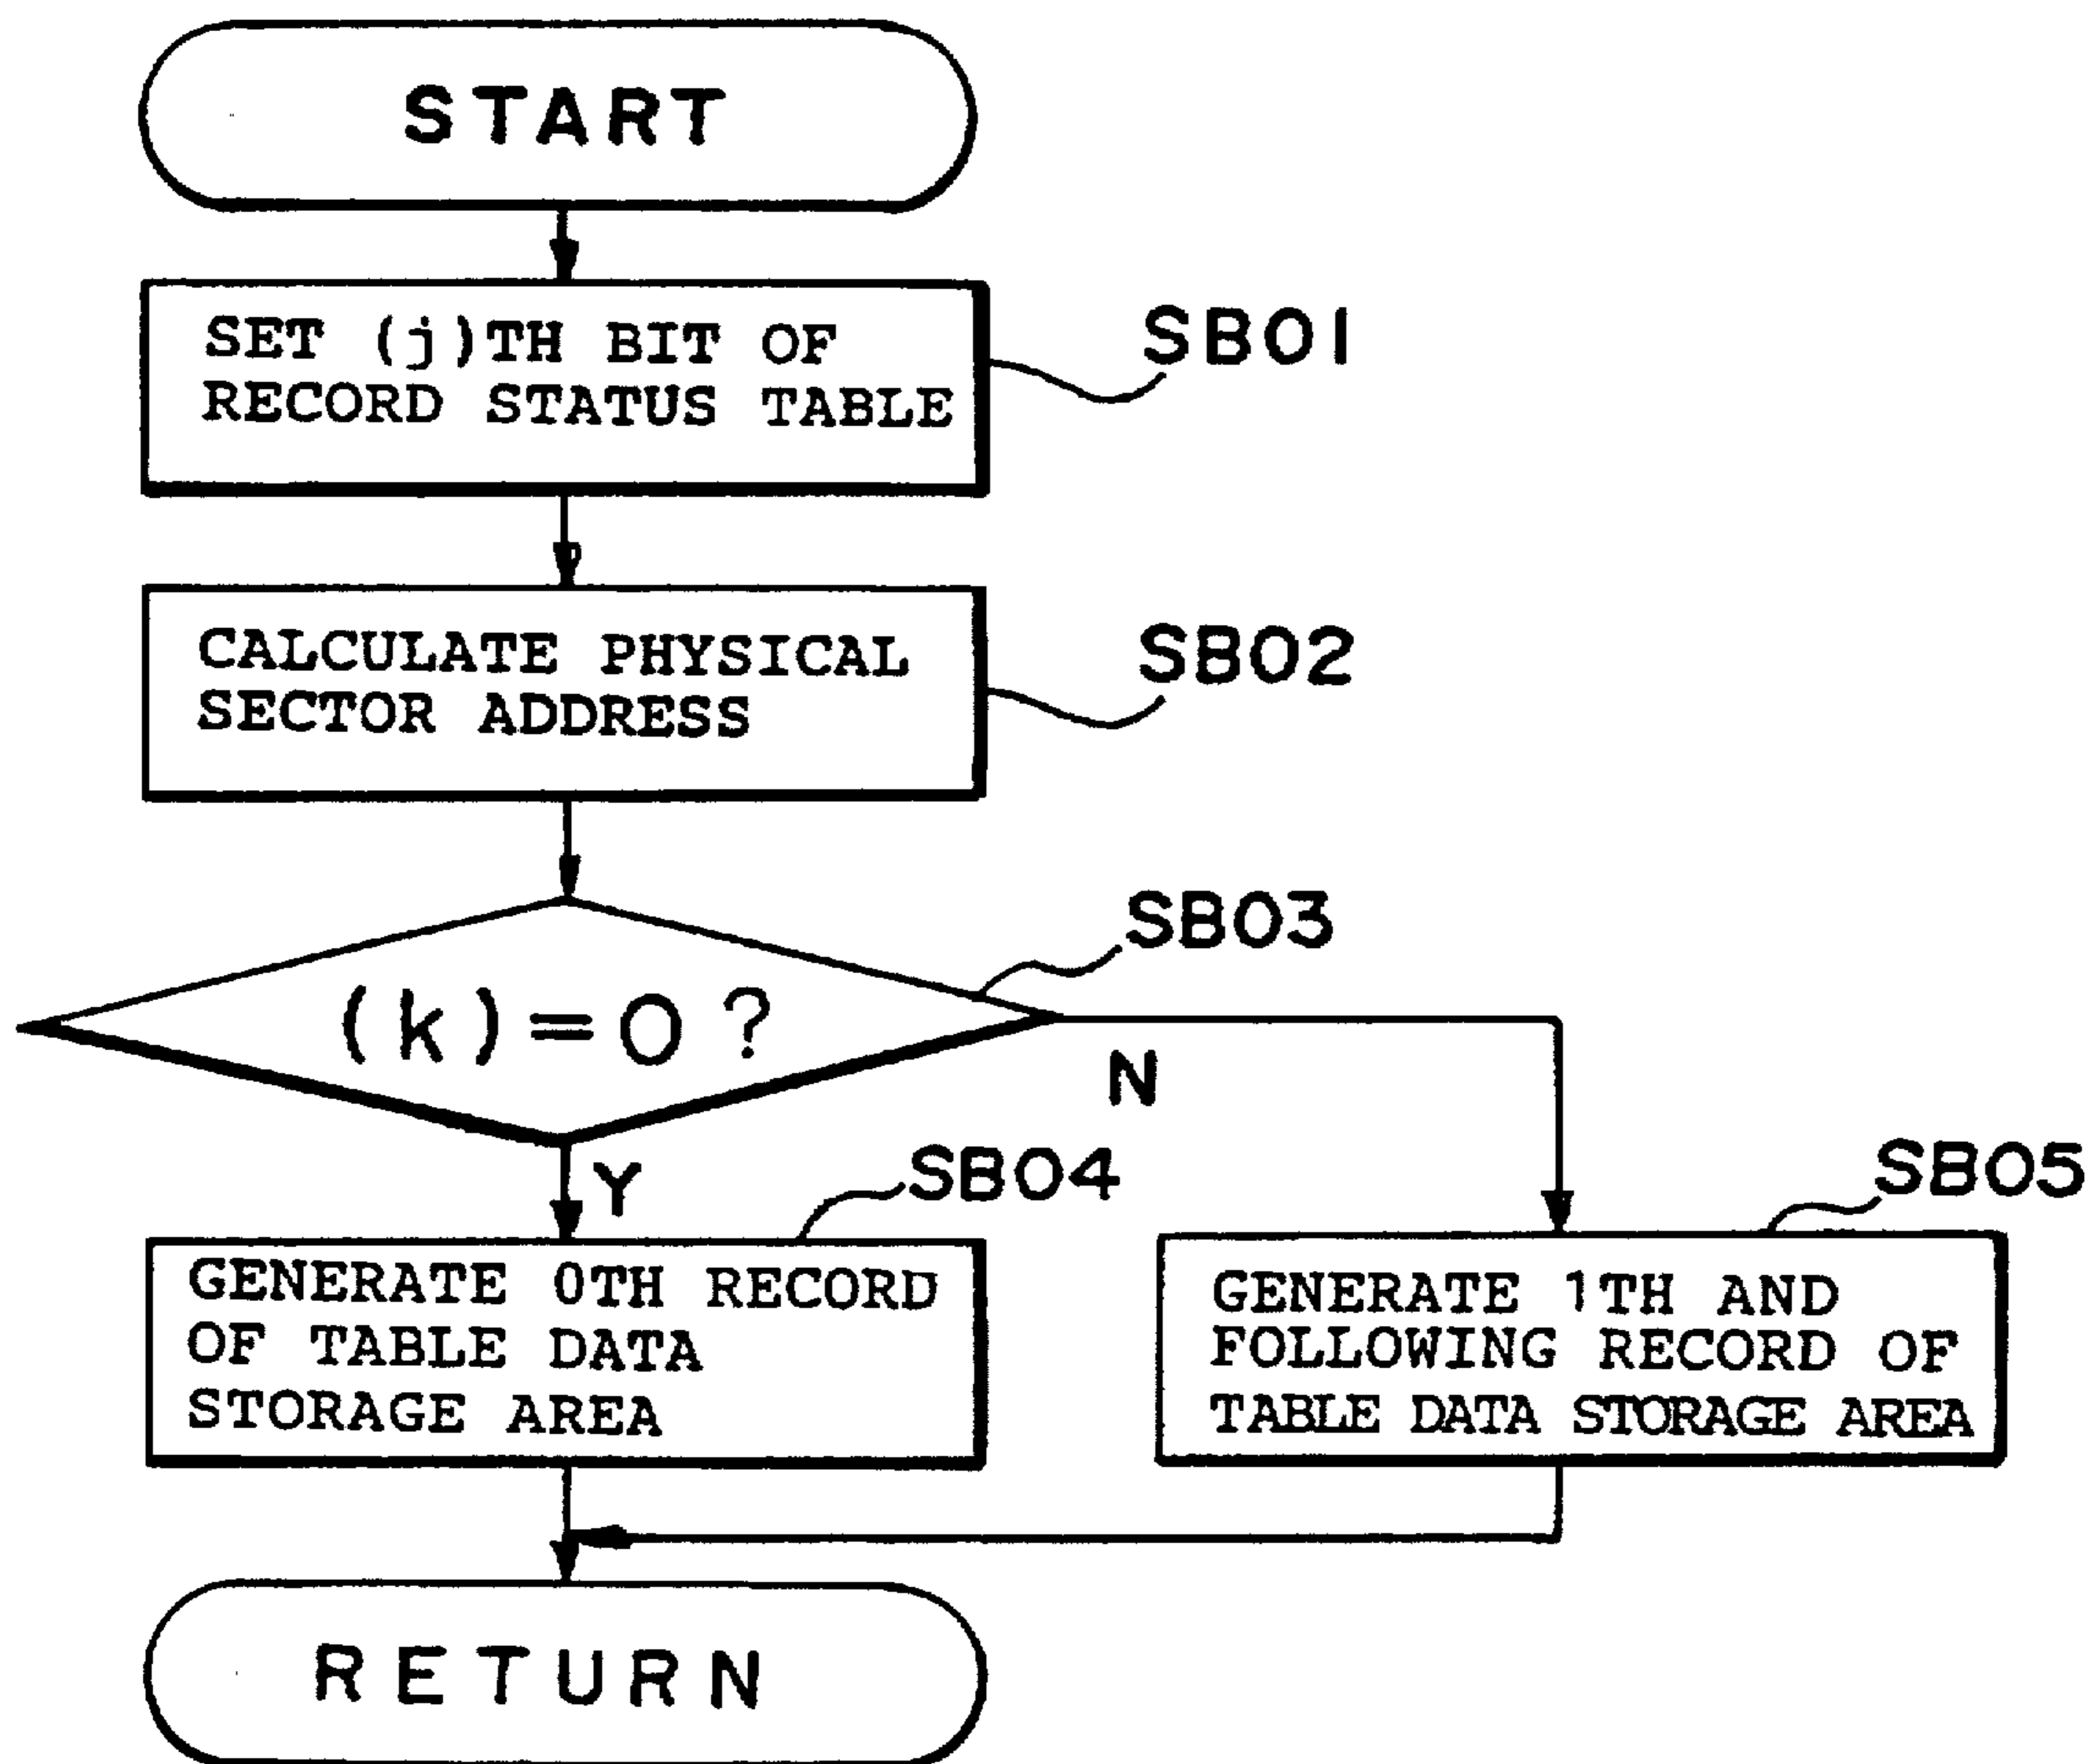 START
SET (j)TH BIT OF
RECORD STATUS TABLE
SB01
CALCULATE PHYSICAL
SECTOR ADDRESS
SB02
(k)=0?
SB03
N
Y
SB04
SB05
GENERATE 0TH RECORD
OF TABLE DATA
STORAGE AREA
GENERATE 1TH AND
FOLLOWING RECORD OF
TABLE DATA STORAGE AREA
RETURN